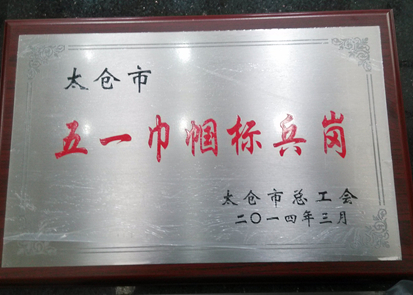 太仓市
五一巾帼标兵岗
太仓市总工会
二〇一四年三月